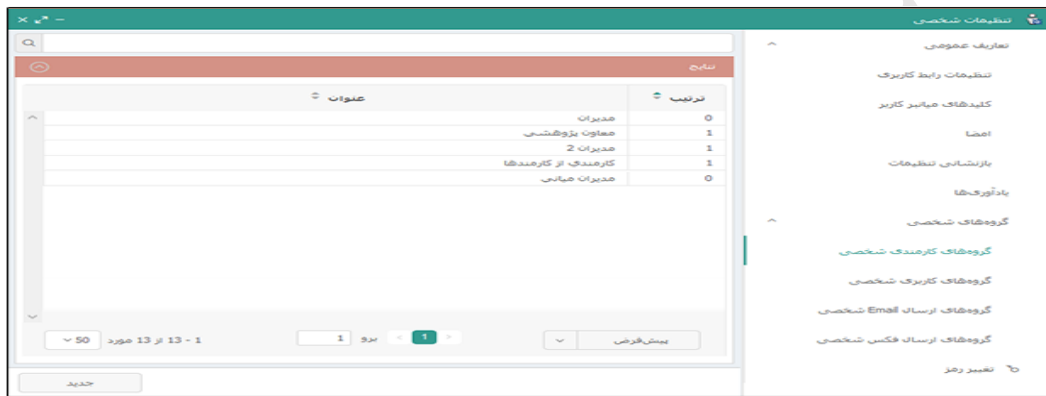 تنظیمات شخصی
تعاریف عمومی
تنظیمات رابط کاربری
کلیدهای میانبر کاربر
امضا
بازنشانی تنظیمات
یادآوری‌ها
گروه‌های شخصی
گروه‌های کارمندی شخصی
گروه‌های کاربری شخصی
گروه‌های ارسال Email شخصی
گروه‌های ارسال فکس شخصی
تغییر رمز
نتایج
ترتیب عنوان
0 مدیران
1 معاون پژوهشی
1 مدیران 2
1 کارمندی از کارمندها
0 مدیران میانی
پیش‌فرض 1 برو 1 1 - 13 از 13 مورد 50
جدید